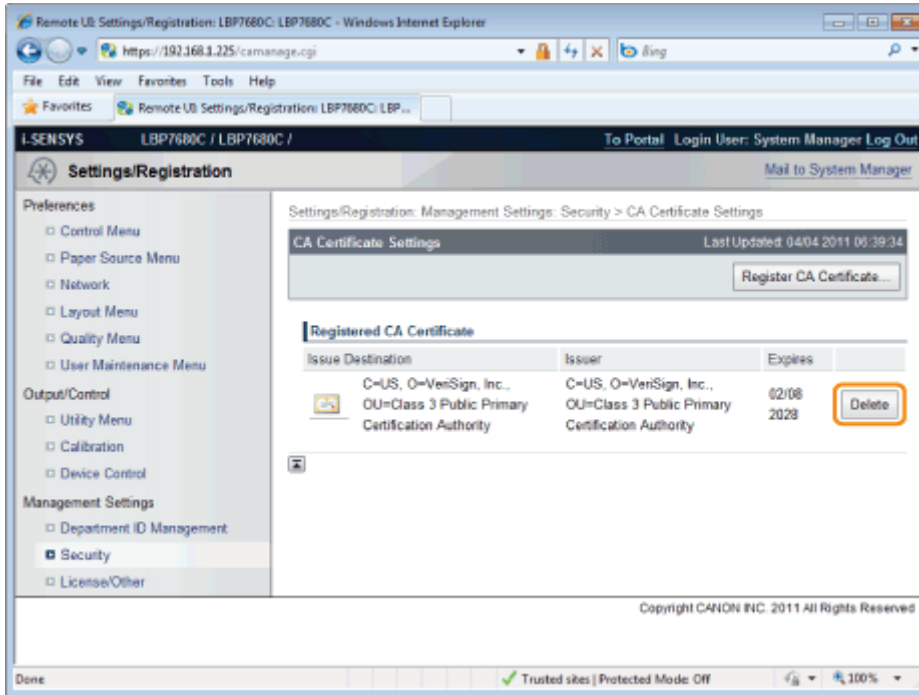 Remote UI: Settings/Registration: LBP7680C: LBP7680C - Windows Internet Explorer
https://192.168.1.225/camanage.cgi
Bing
File Edit View Favorites Tools Help
Favorites
Remote UI: Settings/Registration: LBP7680C: LBP...
i-SENSYS LBP7680C / LBP7680C /
To Portal Login User: System Manager Log Out
Settings/Registration
Mail to System Manager
Preferences
Control Menu
Paper Source Menu
Network
Layout Menu
Quality Menu
User Maintenance Menu
Output/Control
Utility Menu
Calibration
Device Control
Management Settings
Department ID Management
Security
License/Other
Settings/Registration: Management Settings: Security > CA Certificate Settings
CA Certificate Settings
Last Updated: 04/04 2011 06:39:34
Register CA Certificate...
Registered CA Certificate
Issue Destination Issuer Expires
C=US, O=VeriSign, Inc., OU=Class 3 Public Primary Certification Authority
C=US, O=VeriSign, Inc., OU=Class 3 Public Primary Certification Authority
02/08 2028
Delete
Copyright CANON INC. 2011 All Rights Reserved
Done
Trusted sites | Protected Mode: Off
100%